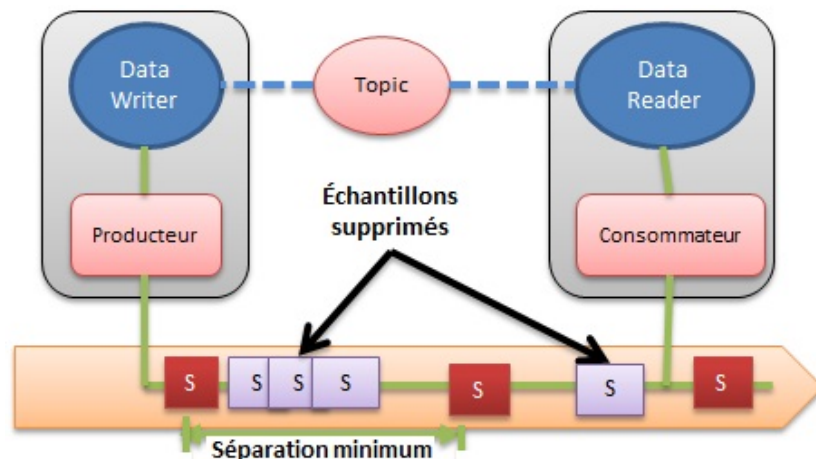 Data
Writer
Topic
Data
Reader
Échantillons
supprimés
Producteur
Consommateur
S
S
S
S
S
S
S
Séparation minimum